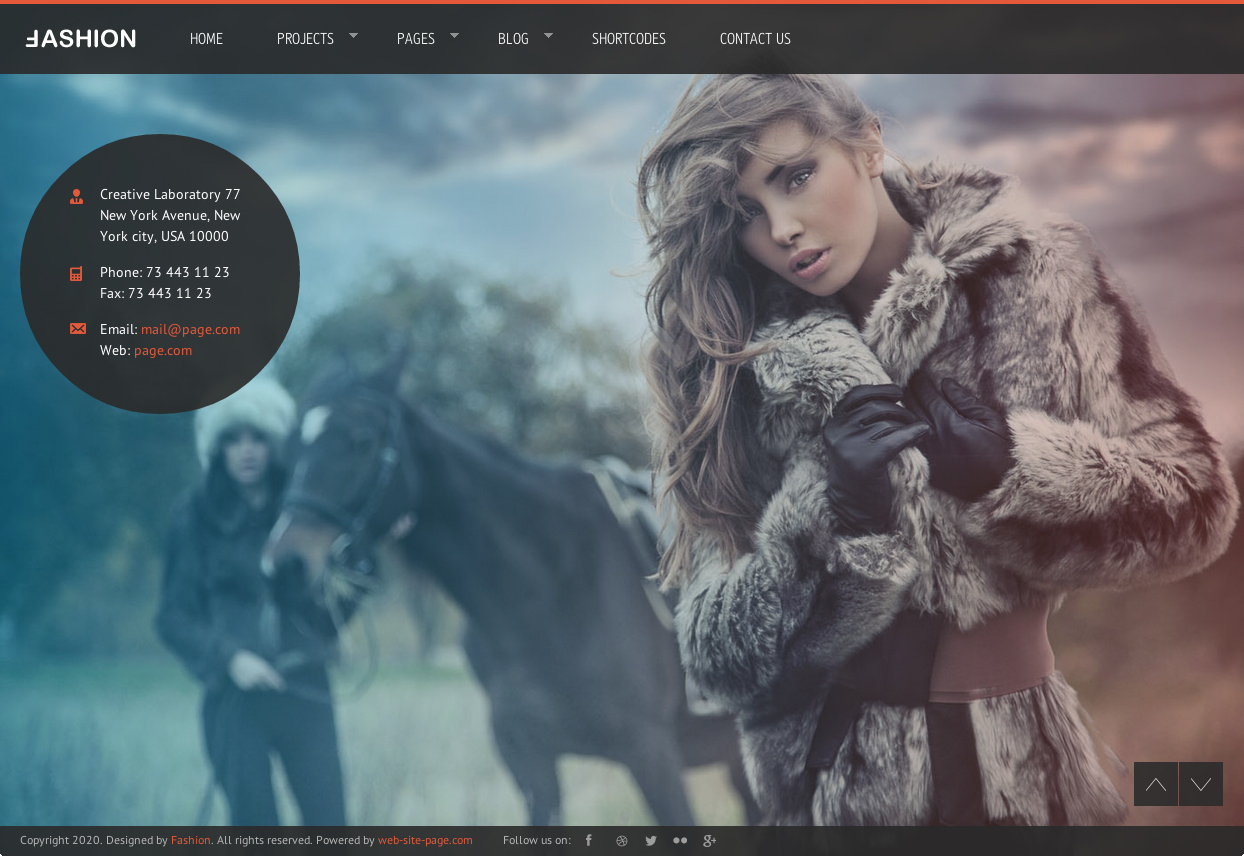 FASHION HOME PROJECTS PAGES BLOG SHORTCODES CONTACT US
Creative Laboratory 77
New York Avenue, New
York city, USA 10000
Phone: 73 443 11 23
Fax: 73 443 11 23
Email: mail@page.com
Web: page.com
Copyright 2020. Designed by Fashion. All rights reserved. Powered by web-site-page.com Follow us on: